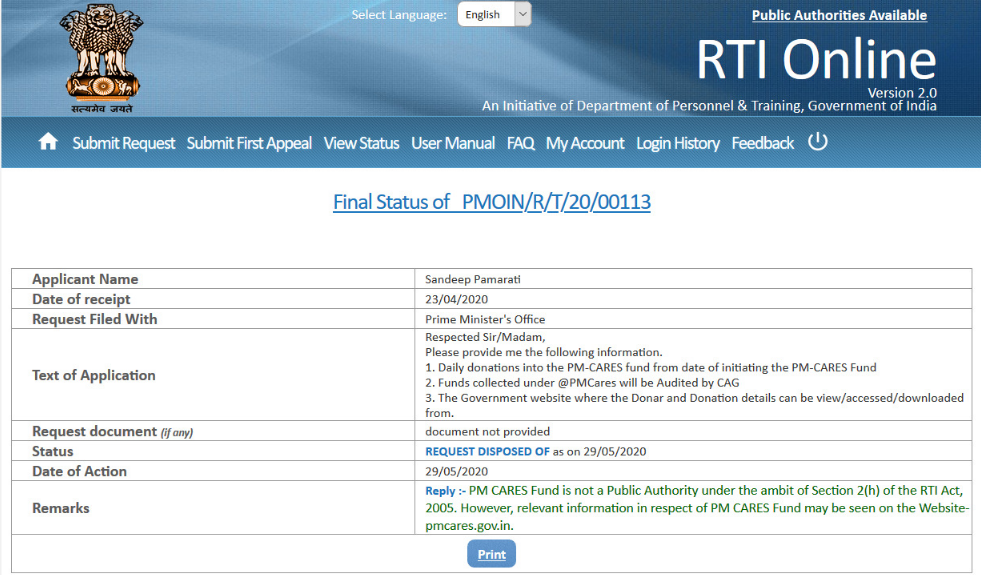 Select Language: English
Public Authorities Available
RTI Online
Version 2.0
An Initiative of Department of Personnel & Training, Government of India
सत्यमेव जयते
Submit Request Submit First Appeal View Status User Manual FAQ My Account Login History Feedback
Final Status of PMOIN/R/T/20/00113
Applicant Name Sandeep Pamarati
Date of receipt 23/04/2020
Request Filed With Prime Minister's Office
Text of Application
Respected Sir/Madam,
Please provide me the following information.
1. Daily donations into the PM-CARES fund from date of initiating the PM-CARES Fund
2. Funds collected under @PMCares will be Audited by CAG
3. The Government website where the Donar and Donation details can be view/accessed/downloaded
from.
Request document (if any) document not provided
Status REQUEST DISPOSED OF as on 29/05/2020
Date of Action 29/05/2020
Remarks
Reply :- PM CARES Fund is not a Public Authority under the ambit of Section 2(h) of the RTI Act,
2005. However, relevant information in respect of PM CARES Fund may be seen on the Website-
pmcares.gov.in.
Print